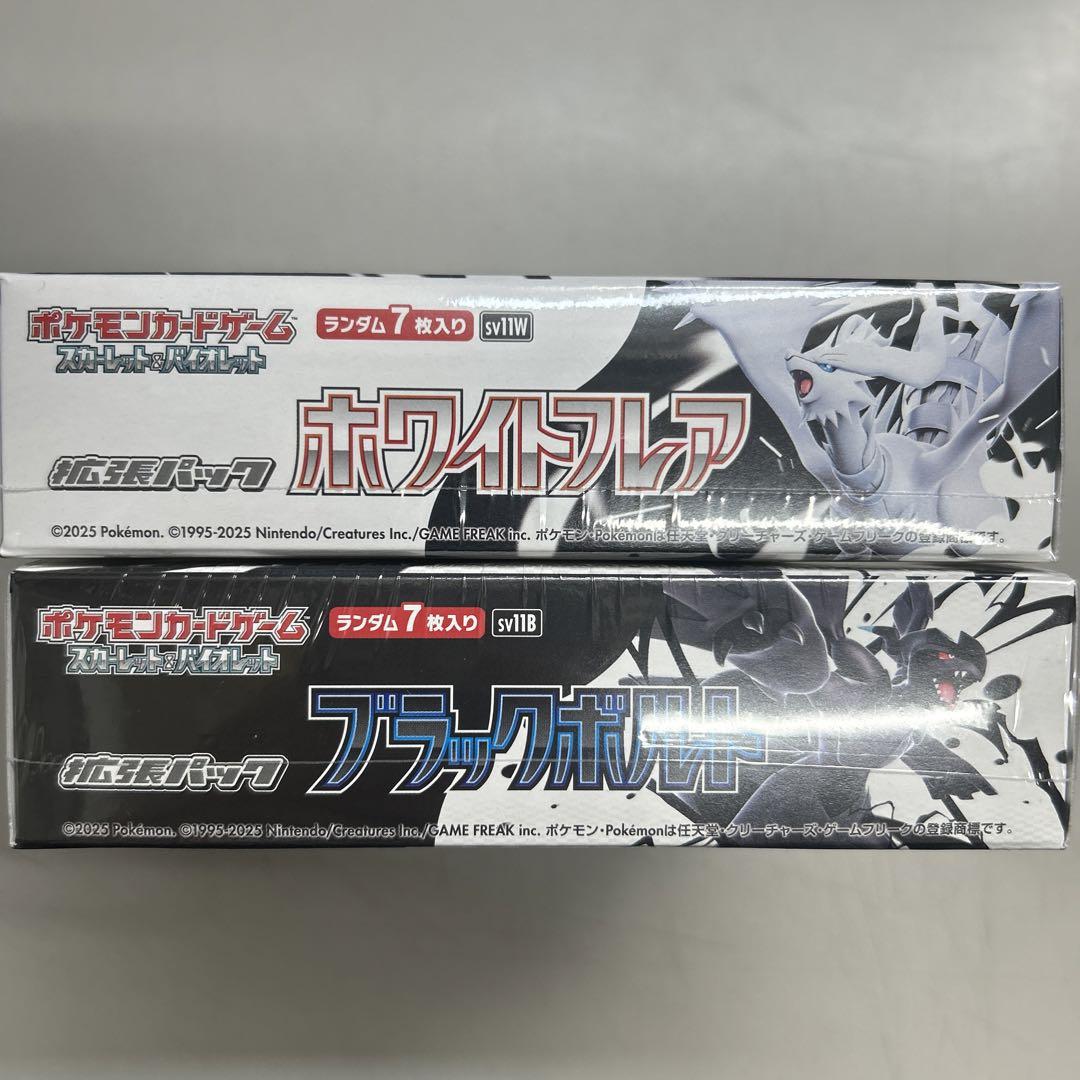 ポケモンカードゲーム™
スカーレット&バイオレット
ランダム7枚入り sv11W
拡張パック ホワイトフレア
©2025 Pokémon. ©1995-2025 Nintendo/Creatures Inc./GAME FREAK inc. ポケモン・Pokémonは任天堂・クリーチャーズ・ゲームフリークの登録商標です。
ポケモンカードゲーム™
スカーレット&バイオレット
ランダム7枚入り sv11B
拡張パック ブラックボルト
©2025 Pokémon. ©1995-2025 Nintendo/Creatures Inc./GAME FREAK inc. ポケモン・Pokémonは任天堂・クリーチャーズ・ゲームフリークの登録商標です。